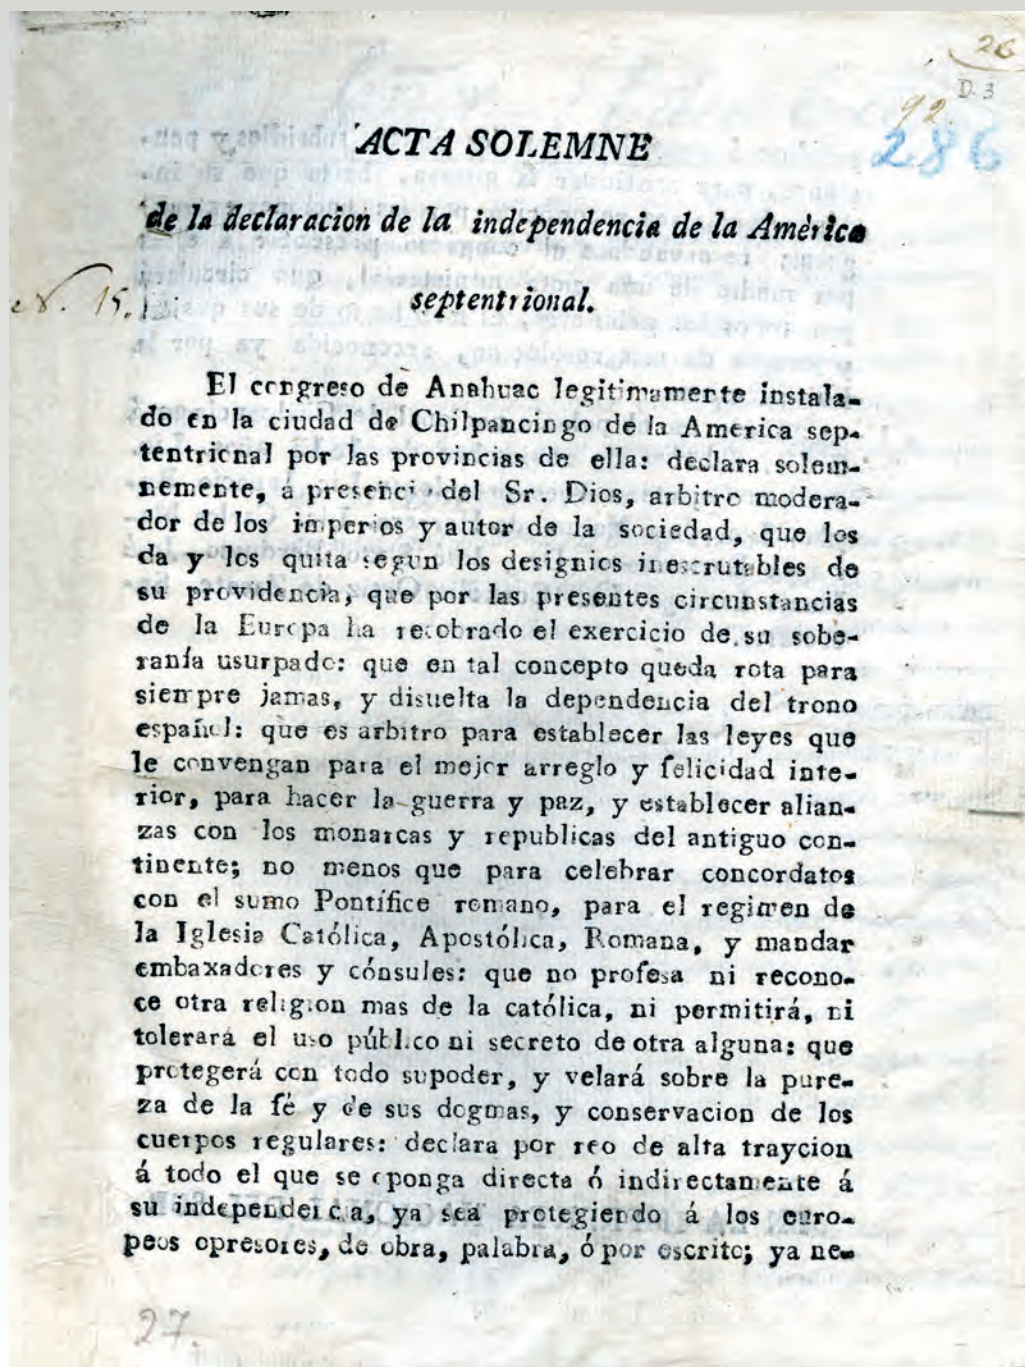 26
D. 3
92.
286
ACTA SOLEMNE
de la declaracion de la independencia de la Amèrica
septentrional.
15.
El congreso de Anahuac legitimamente instala-
do en la ciudad de Chilpancingo de la America sep-
tentrional por las provincias de ella: declara solem-
nemente, á presenci del Sr. Dios, arbitro modera-
dor de los imperios y autor de la sociedad, que los
da y los quita segun los designios inescrutables de
su providencia, que por las presentes circunstancias
de la Europa ha recobrado el exercicio de su sobe-
ranía usurpado: que en tal concepto queda rota para
siempre jamas, y disuelta la dependencia del trono
español: que es arbitro para establecer las leyes que
le convengan para el mejor arreglo y felicidad inte-
rior, para hacer la guerra y paz, y establecer alian-
zas con los monarcas y republicas del antiguo con-
tinente; no menos que para celebrar concordatos
con el sumo Pontífice romano, para el regimen de
la Iglesia Católica, Apostólica, Romana, y mandar
embaxadores y cónsules: que no profesa ni recono-
ce otra religion mas de la católica, ni permitirá, ni
tolerará el uso público ni secreto de otra alguna: que
protegerá con todo supoder, y velará sobre la pure-
za de la fé y de sus dogmas, y conservacion de los
cuerpos regulares: declara por reo de alta traycion
á todo el que se oponga directa ó indirectamente á
su independencia, ya sea protegiendo á los euro-
peos opresores, de obra, palabra, ó por escrito; ya ne-
27